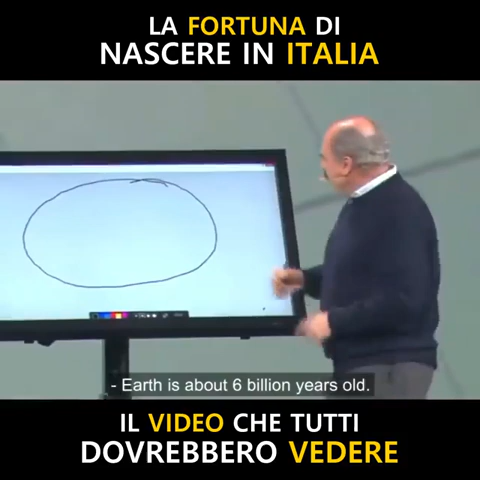 LA FORTUNA DI
NASCERE IN ITALIA
- Earth is about 6 billion years old.
IL VIDEO CHE TUTTI
DOVREBBERO VEDERE